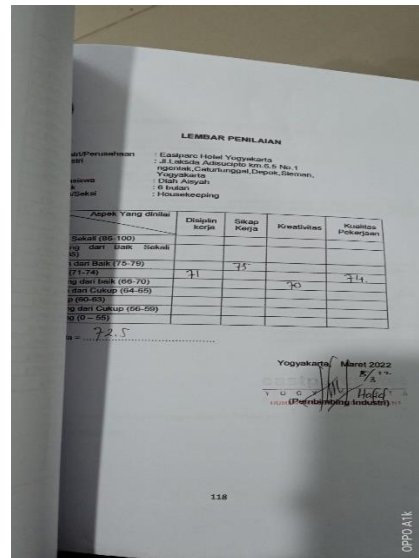 LEMBAR PENILAIAN
: Eastparc Hotel Yogyakarta
: Jl.Laksda Adisucipto km.6.5 No.1
ngentak,Caturtunggal,Depok,Sleman,
Yogyakarta
: Diah Aisyah
: 6 bulan
: Housekeeping
Aspek Yang dinilai Disiplin kerja Sikap Kerja Kreativitas Kualitas Pekerjaan
Sekali (86-100)
dari Baik Sekali
dari Baik (75-79) 75
(71-74) 71 74
dari baik (66-70) 70
dari Cukup (64-65)
(60-63)
dari Cukup (56-59)
(0 – 55)
= 72.5
Yogyakarta, Maret 2022
(Pembimbing Industri)
118
OPPO A1k